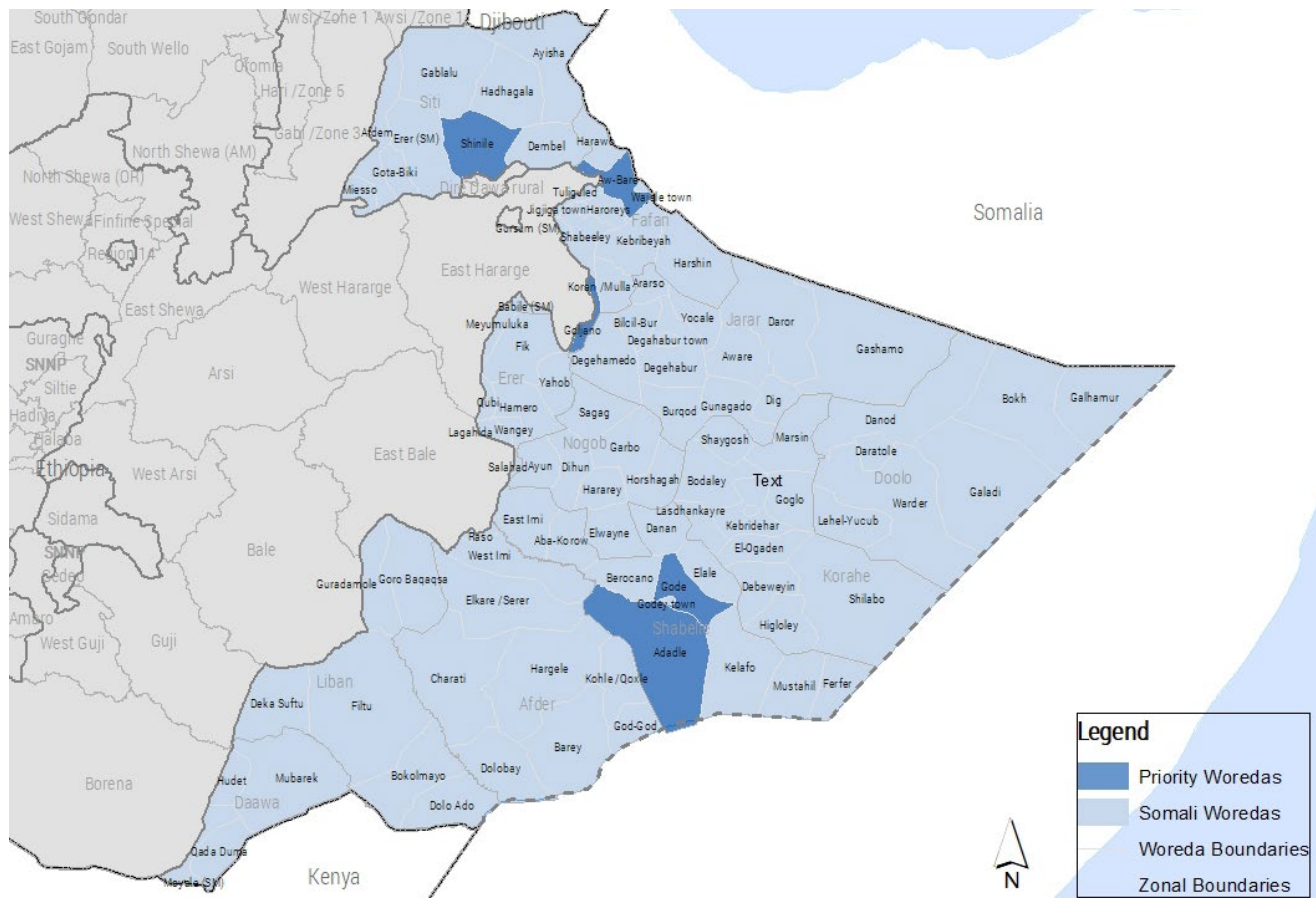 South Gondar
Awsi /Zone 1
Awsi /Zone 1
Djibouti
East Gojam
South Wello
Oromia
Hari /Zone 5
Gabi /Zone 3
North Shewa (AM)
North Shewa (OR)
West Shewa
Finfine Special
Region 14
East Shewa
West Hararge
East Hararge
Dire Dawa rural
Guraghe
SNNP
Siltie
Hadiya
Halaba
Arsi
East Bale
Ethiopia
West Arsi
Sidama
SNNP
Gedeo
Bale
Amaro
West Guji
Guji
Borena
Kenya
Somalia
Ayisha
Gablalu
Hadhagala
Siti
Afdem
Erer (SM)
Shinile
Dembel
Harawo
Gota-Biki
Miesso
Aw-Bare
Tuliguled
Wajale town
Jigjiga town
Haroreys
Fafan
Gursum (SM)
Shabeeley
Kebribeyah
Harshin
Koran /Mulla
Ararso
Babile (SM)
Meyumuluka
Goljano
Bilcil-Bur
Yocale
Jarar
Daror
Fik
Degahabur town
Gashamo
Degehamedo
Aware
Erer
Yahob
Degehabur
Bokh
Galhamur
Qubi
Hamero
Sagag
Burqod
Gunagado
Dig
Danod
Lagahida
Wangey
Nogob
Garbo
Shaygosh
Marsin
Daratole
Salahad
Ayun
Dihun
Horshagah
Bodaley
Text
Doolo
Hararey
Goglo
Warder
Galadi
East Imi
Lasdhankayre
Lehel-Yucub
Raso
Aba-Korow
Elwayne
Danan
Kebridehar
West Imi
El-Ogaden
Guradamole
Goro Baqaqsa
Berocano
Gode
Elale
Debeweyin
Korahe
Elkare /Serer
Godey town
Shilabo
Shabelle
Higloley
Adadle
Liban
Charati
Hargele
Kohle /Qoxle
Kelafo
Mustahil
Ferfer
Deka Suftu
Filtu
Afder
God-God
Barey
Hudet
Mubarek
Bokolmayo
Dolobay
Daawa
Dolo Ado
Qada Duma
Moyale (SM)
N
Legend
Priority Woredas
Somali Woredas
Woreda Boundaries
Zonal Boundaries